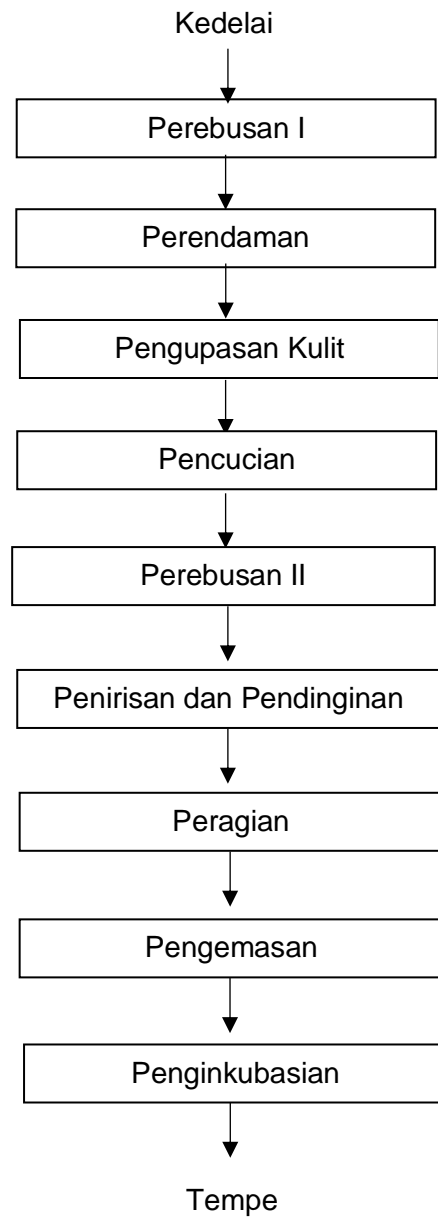 Kedelai
Perebusan I
Perendaman
Pengupasan Kulit
Pencucian
Perebusan II
Penirisan dan Pendinginan
Peragian
Pengemasan
Penginkubasian
Tempe